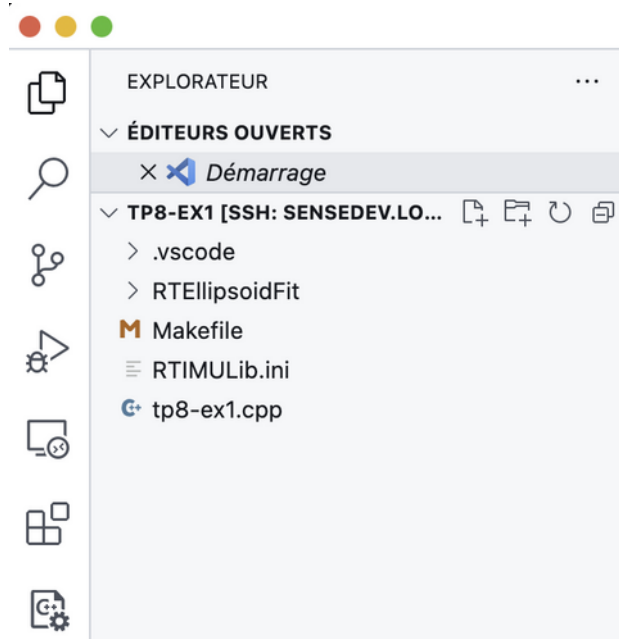 EXPLORATEUR
ÉDITEURS OUVERTS
Démarrage
TP8-EX1 [SSH: SENSEDEV.LO...
.vscode
RTEllipsoidFit
Makefile
RTIMULib.ini
tp8-ex1.cpp